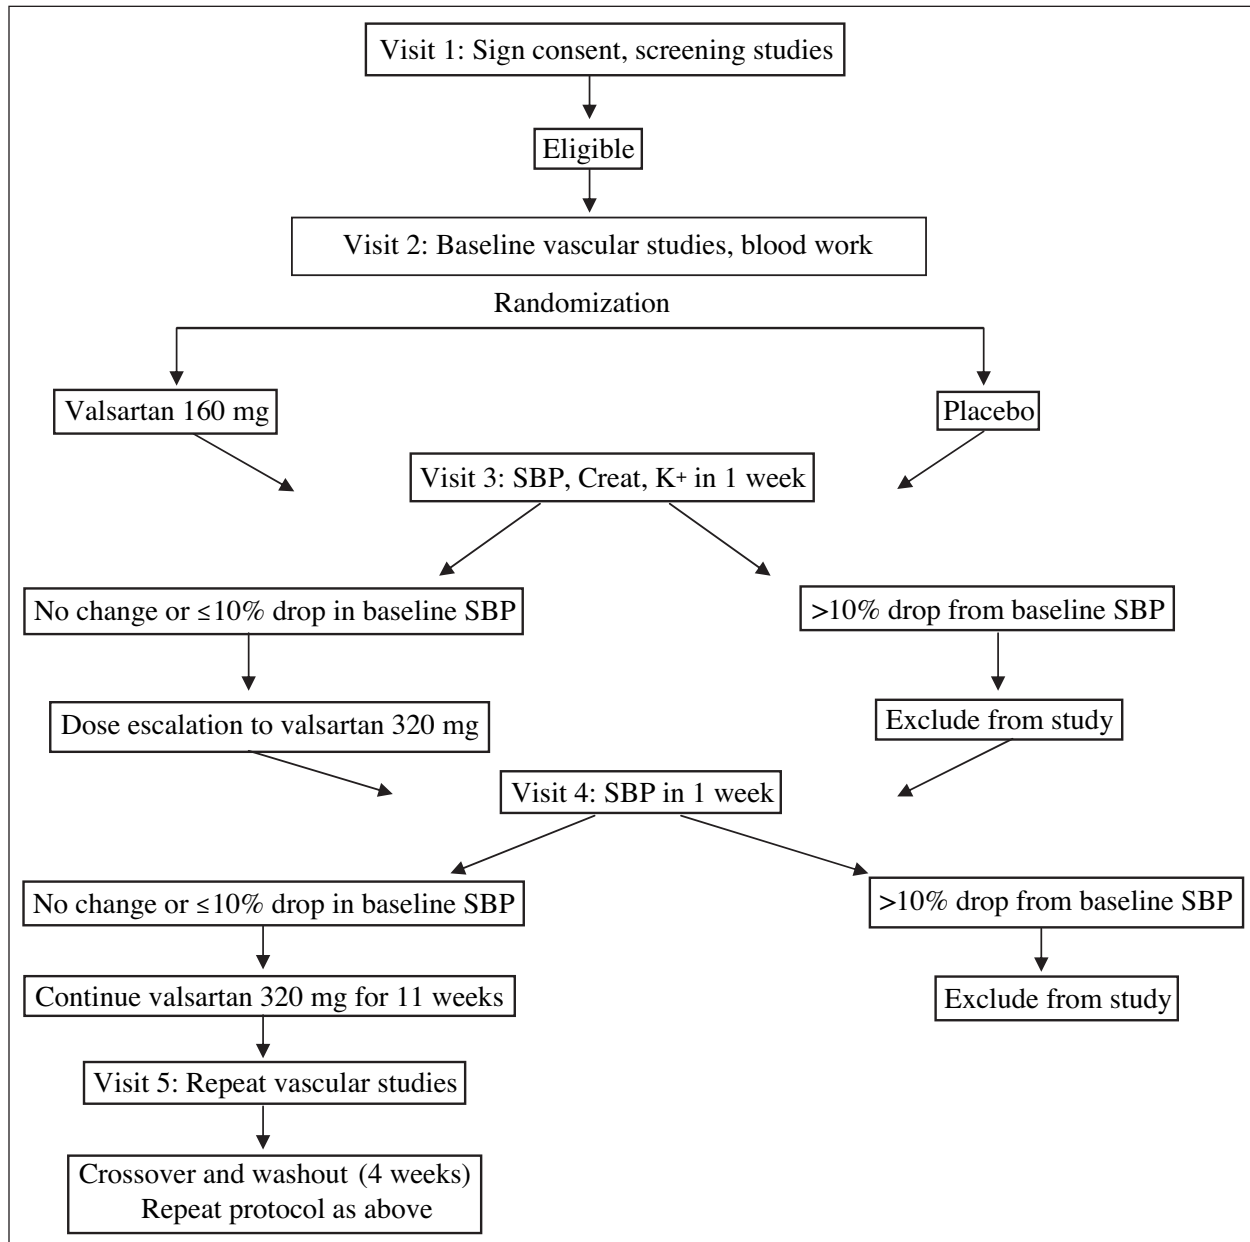 Visit 1: Sign consent, screening studies
Eligible
Visit 2: Baseline vascular studies, blood work
Randomization
Valsartan 160 mg
Placebo
Visit 3: SBP, Creat, K+ in 1 week
No change or ≤10% drop in baseline SBP
>10% drop from baseline SBP
Dose escalation to valsartan 320 mg
Exclude from study
Visit 4: SBP in 1 week
No change or ≤10% drop in baseline SBP
>10% drop from baseline SBP
Continue valsartan 320 mg for 11 weeks
Exclude from study
Visit 5: Repeat vascular studies
Crossover and washout (4 weeks)
Repeat protocol as above